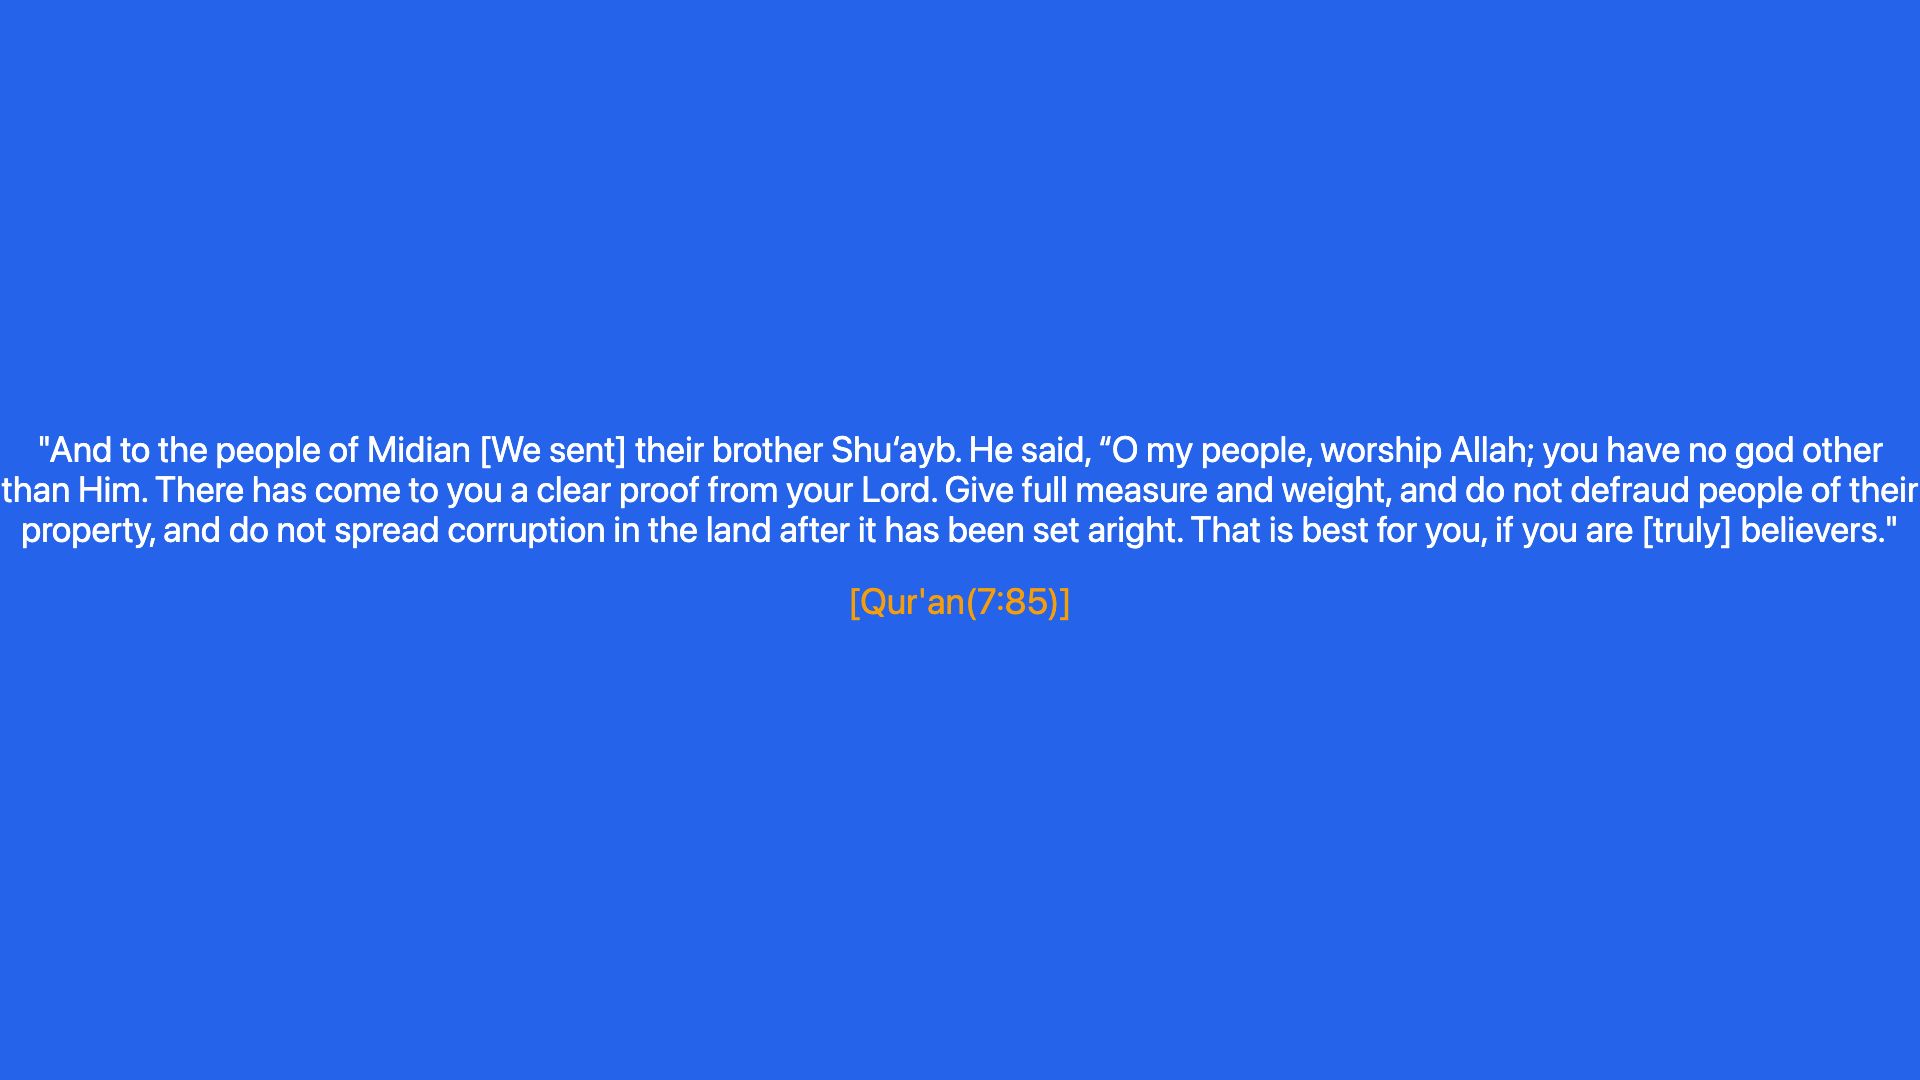 "And to the people of Midian [We sent] their brother Shu‘ayb. He said, “O my people, worship Allah; you have no god other
than Him. There has come to you a clear proof from your Lord. Give full measure and weight, and do not defraud people of their
property, and do not spread corruption in the land after it has been set aright. That is best for you, if you are [truly] believers."
[Qur'an(7:85)]